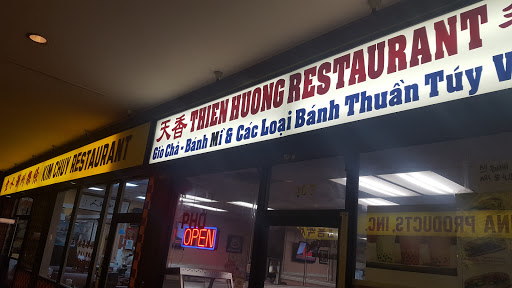 天香 THIEN HUONG RESTAURANT
Giò Chả - Bánh Mì & Các Loại Bánh Thuần Túy V
KIM CHUY RESTAURANT
PHỞ
OPEN
NA PRODUCTS, INC